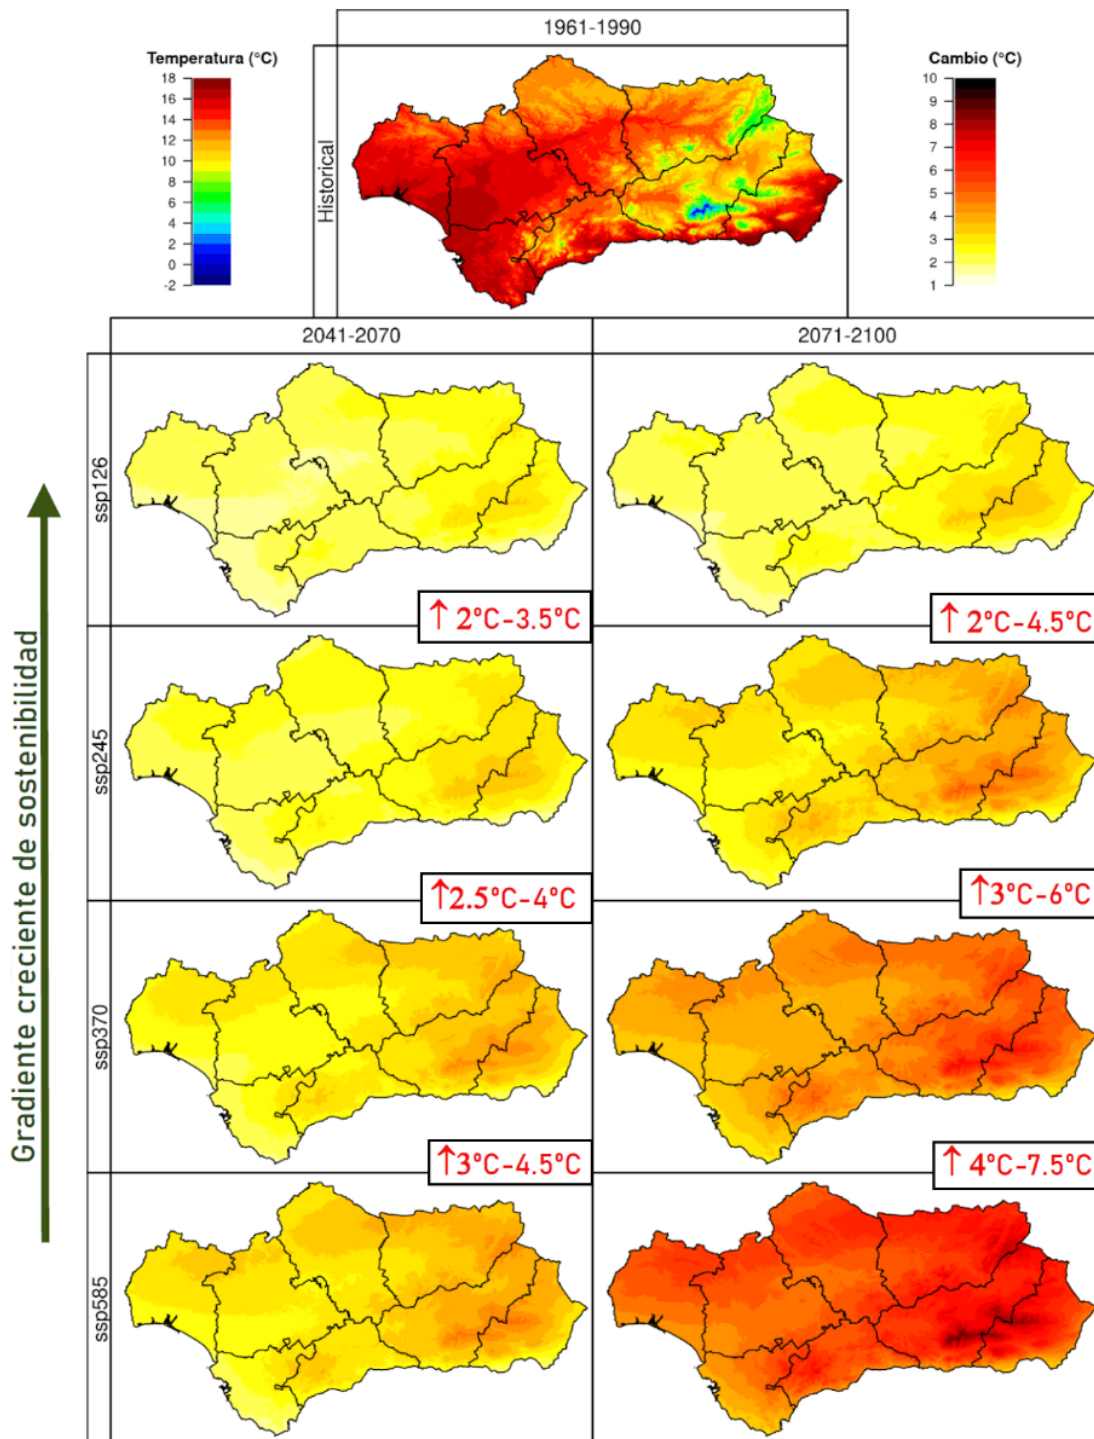 1961-1990
Temperatura (°C)
18
16
14
12
10
8
6
4
2
0
-2
Historical
Cambio (°C)
10
9
8
7
6
5
4
3
2
1
2041-2070
2071-2100
Gradiente creciente de sostenibilidad
ssp126
↑ 2°C-3.5°C
↑ 2°C-4.5°C
ssp245
↑2.5°C-4°C
↑3°C-6°C
ssp370
↑3°C-4.5°C
↑ 4°C-7.5°C
ssp585